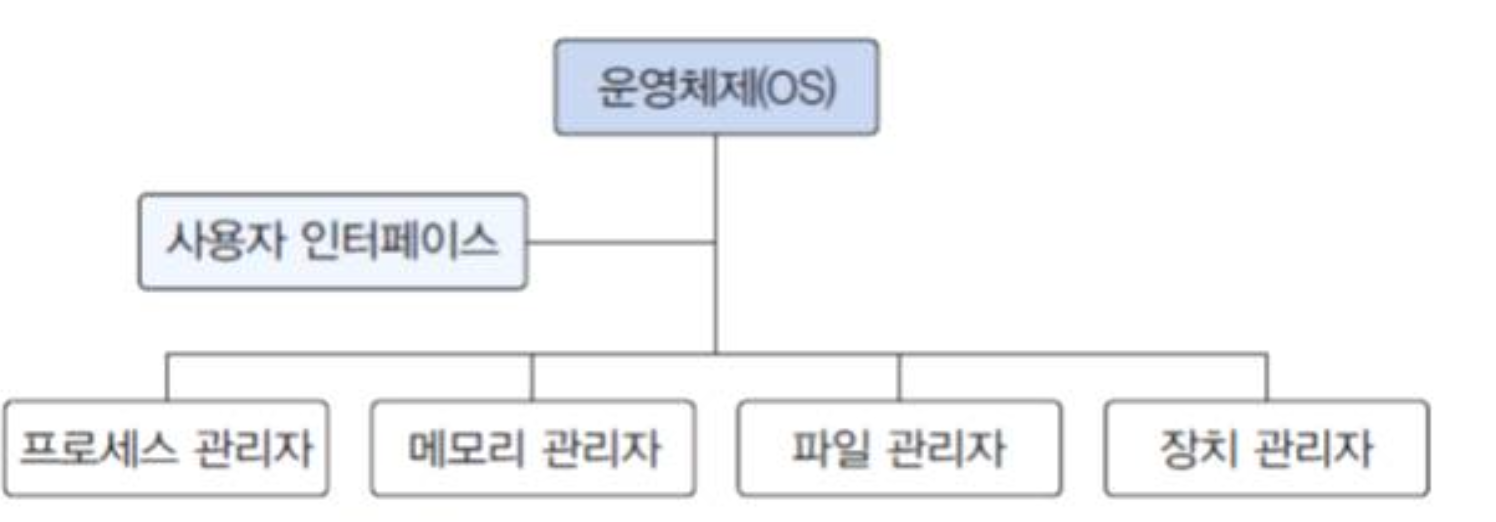 운영체제(OS)
사용자 인터페이스
프로세스 관리자
메모리 관리자
파일 관리자
장치 관리자